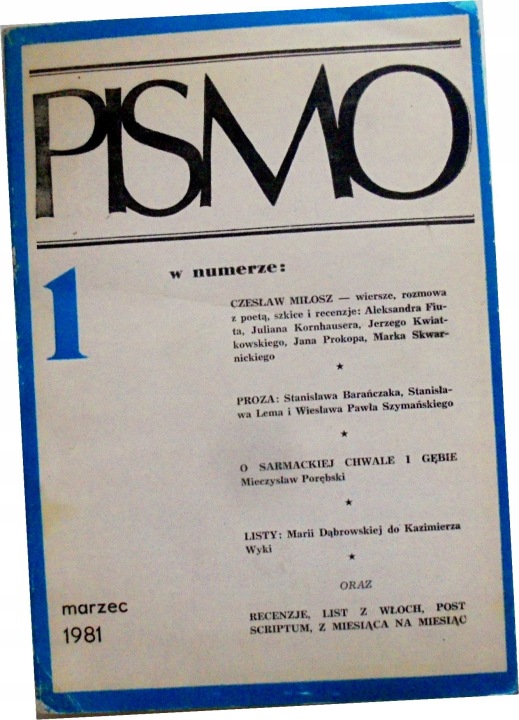 PISMO
1
w numerze:
CZESŁAW MIŁOSZ — wiersze, rozmowa
z poetą, szkice i recenzje: Aleksandra Fiu-
ta, Juliana Kornhausera, Jerzego Kwiat-
kowskiego, Jana Prokopa, Marka Skwar-
nickiego
★
PROZA: Stanisława Barańczaka, Stanisła-
wa Lema i Wiesława Pawła Szymańskiego
★
O SARMACKIEJ CHWALE I GĘBIE
Mieczysław Porębski
★
LISTY: Marii Dąbrowskiej do Kazimierza
Wyki
★
ORAZ
RECENZJE, LIST Z WŁOCH, POST
SCRIPTUM, Z MIESIĄCA NA MIESIĄC
marzec
1981